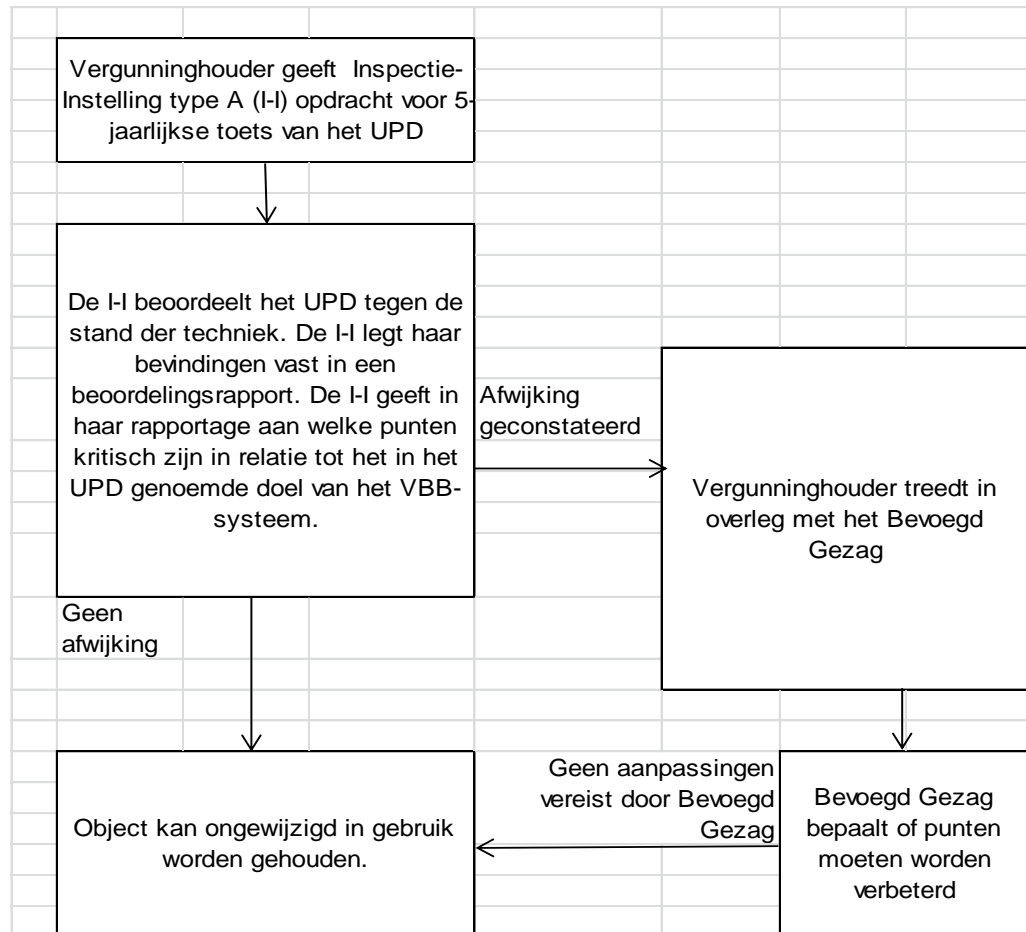 Vergunninghouder geeft Inspectie-
Instelling type A (I-I) opdracht voor 5-
jaarlijkse toets van het UPD
De I-I beoordeelt het UPD tegen de
stand der techniek. De I-I legt haar
bevindingen vast in een
beoordelingsrapport. De I-I geeft in
haar rapportage aan welke punten
kritisch zijn in relatie tot het in het
UPD genoemde doel van het VBB-
systeem.
Afwijking
geconstateerd
Vergunninghouder treedt in
overleg met het Bevoegd
Gezag
Geen
afwijking
Geen aanpassingen
vereist door Bevoegd
Gezag
Bevoegd Gezag
bepaalt of punten
moeten worden
verbeterd
Object kan ongewijzigd in gebruik
worden gehouden.